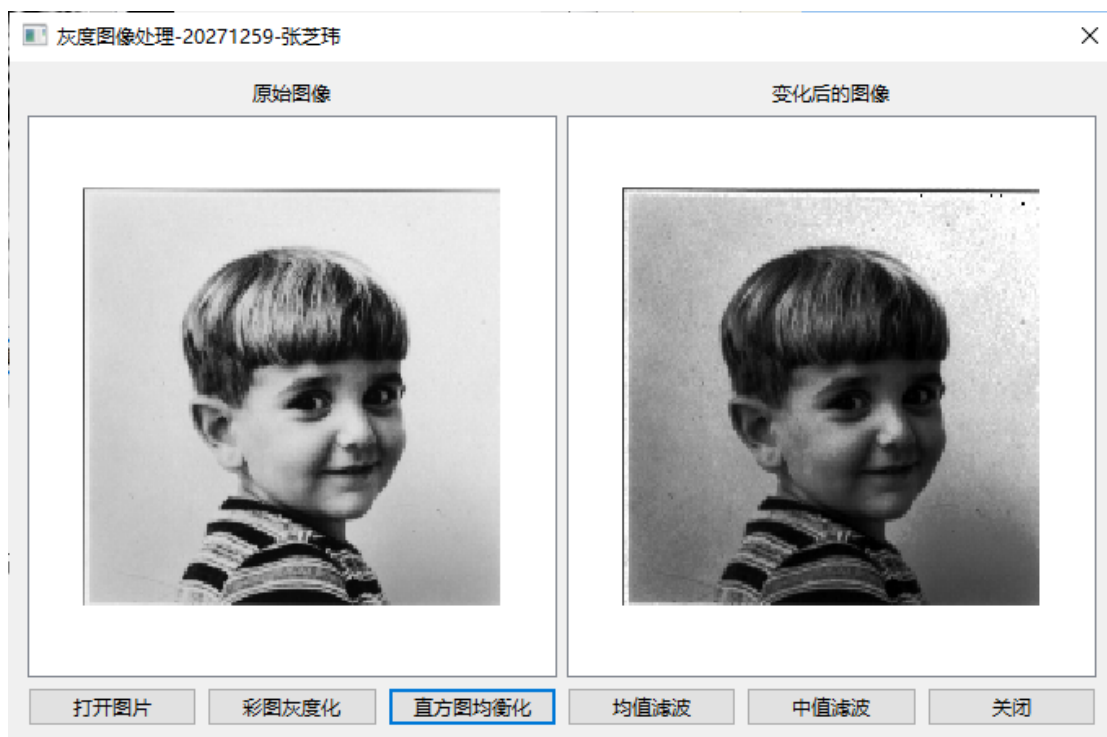 灰度图像处理-20271259-张芝玮
原始图像
变化后的图像
打开图片
彩图灰度化
直方图均衡化
均值滤波
中值滤波
关闭